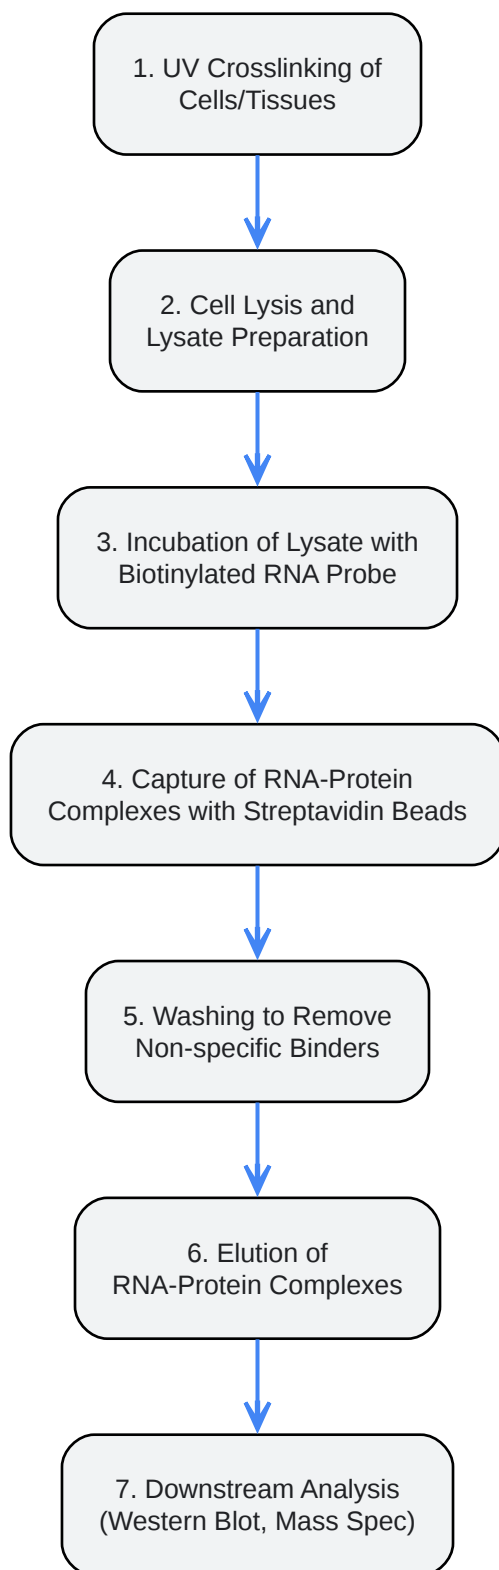 1. UV Crosslinking of
Cells/Tissues
2. Cell Lysis and
Lysate Preparation
3. Incubation of Lysate with
Biotinylated RNA Probe
4. Capture of RNA-Protein
Complexes with Streptavidin Beads
5. Washing to Remove
Non-specific Binders
6. Elution of
RNA-Protein Complexes
7. Downstream Analysis
(Western Blot, Mass Spec)